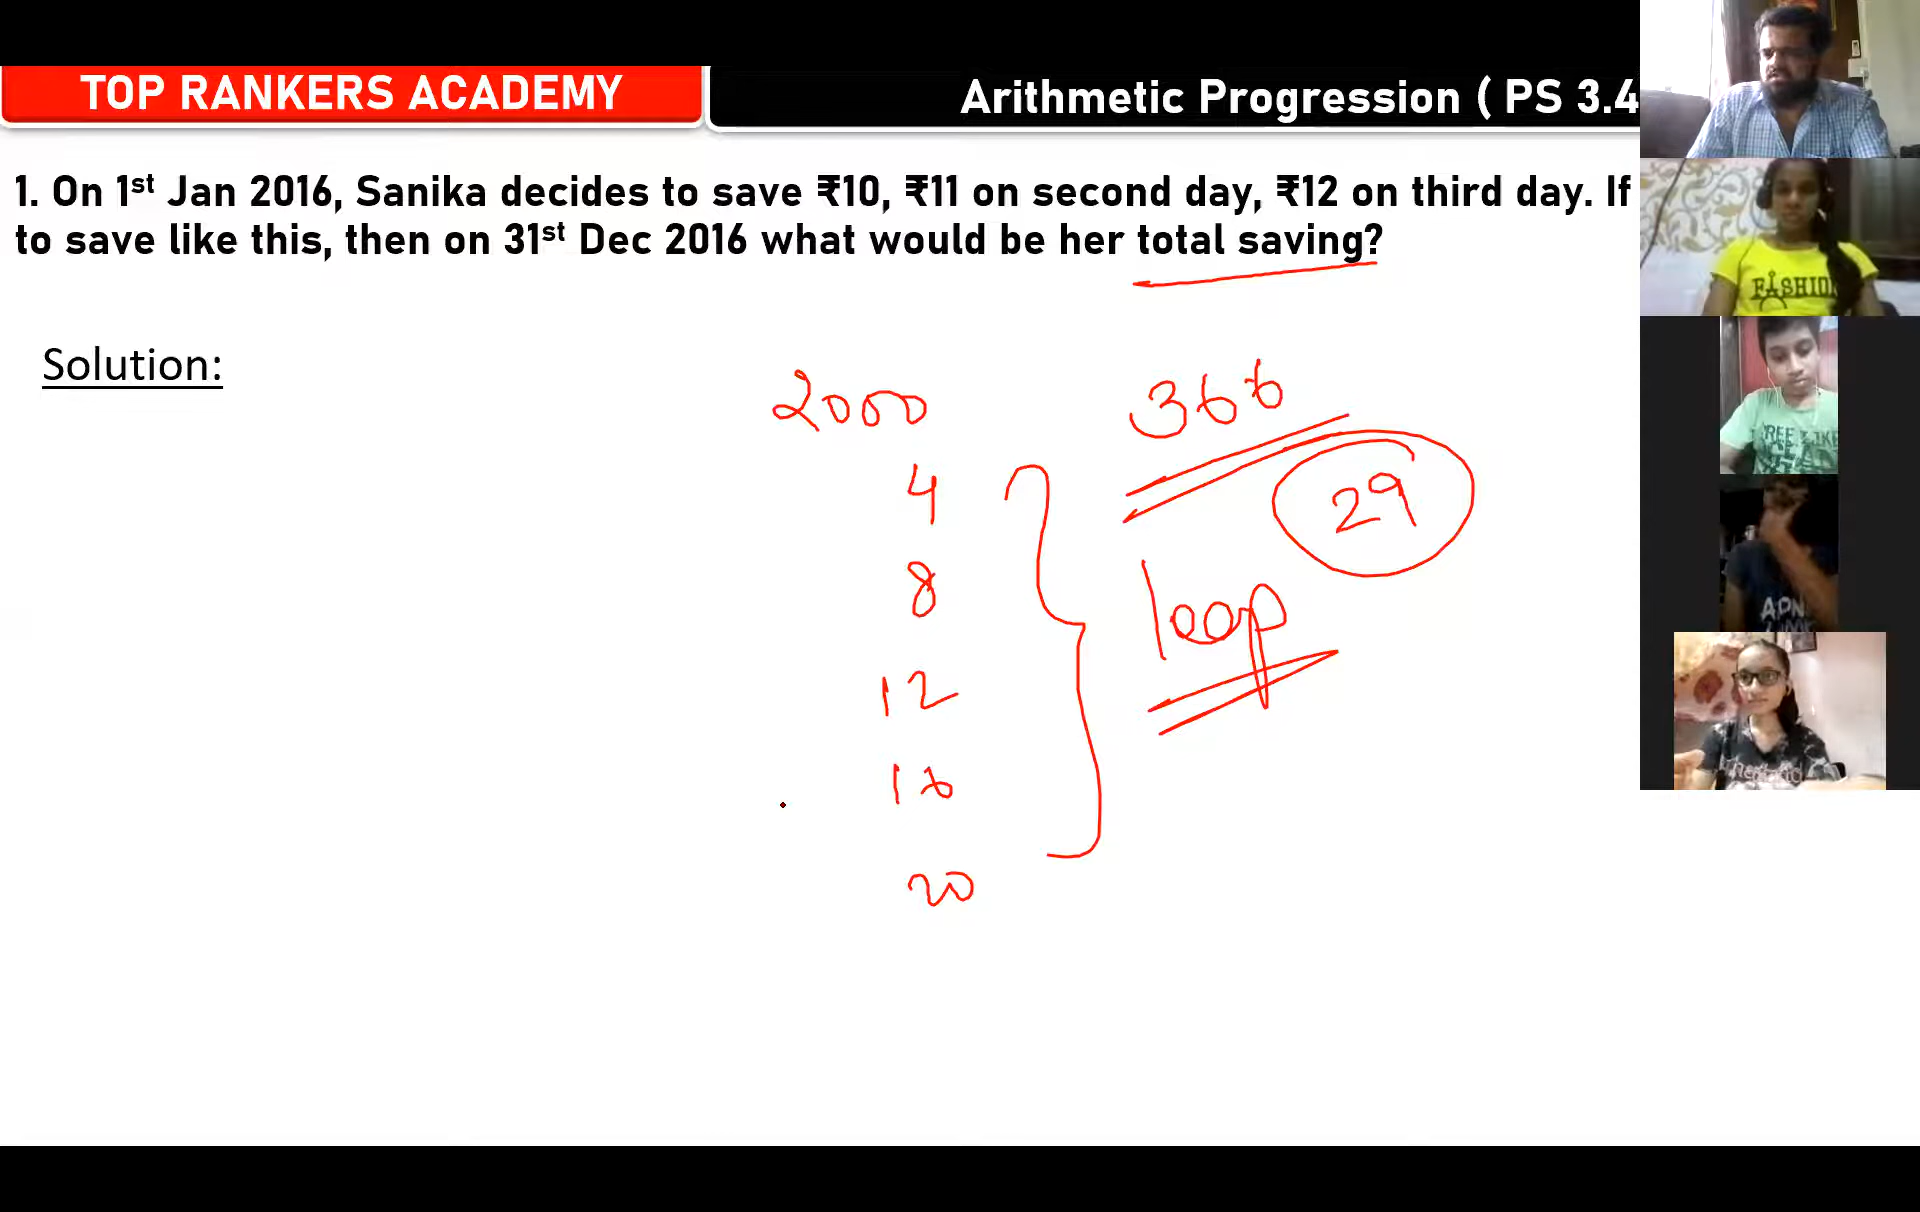 TOP RANKERS ACADEMY
Arithmetic Progression ( PS 3.4
1. On 1st Jan 2016, Sanika decides to save ₹10, ₹11 on second day, ₹12 on third day. If
to save like this, then on 31st Dec 2016 what would be her total saving?
Solution:
2000
366
4
29
8
leap
12
16
20
FASHION